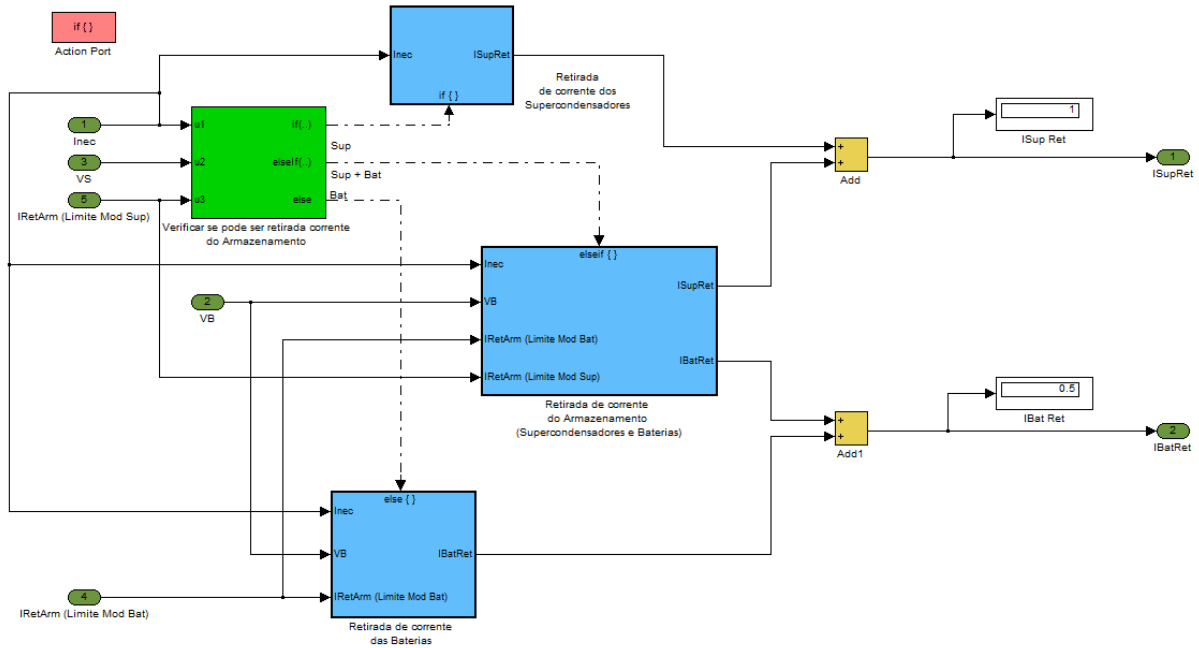 if { }
Action Port
Inec
ISupRet
if { }
Retirada
de corrente dos
Supercondensadores
1
Inec
3
VS
5
IRetArm (Limite Mod Sup)
u1
if(..)
u2
elseif(..)
u3
else
Sup
Sup + Bat
Bat
Verificar se pode ser retirada corrente
do Armazenamento
+
+
Add
1
ISup Ret
1
ISupRet
elseif { }
Inec
VB
IRetArm (Limite Mod Bat)
IRetArm (Limite Mod Sup)
ISupRet
IBatRet
Retirada de corrente
do Armazenamento
(Supercondensadores e Baterias)
2
VB
+
+
Add1
0.5
IBat Ret
2
IBatRet
else { }
Inec
VB
IRetArm (Limite Mod Bat)
IBatRet
Retirada de corrente
das Baterias
4
IRetArm (Limite Mod Bat)